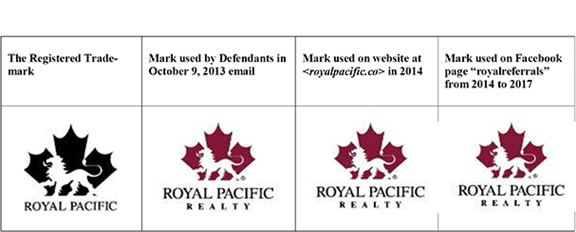 The Registered Trade-
mark
Mark used by Defendants in
October 9, 2013 email
Mark used on website at
<royalpacific.co> in 2014
Mark used on Facebook
page “royalreferrals”
from 2014 to 2017
ROYAL PACIFIC
ROYAL PACIFIC
REALTY
ROYAL PACIFIC
REALTY
ROYAL PACIFIC
REALTY